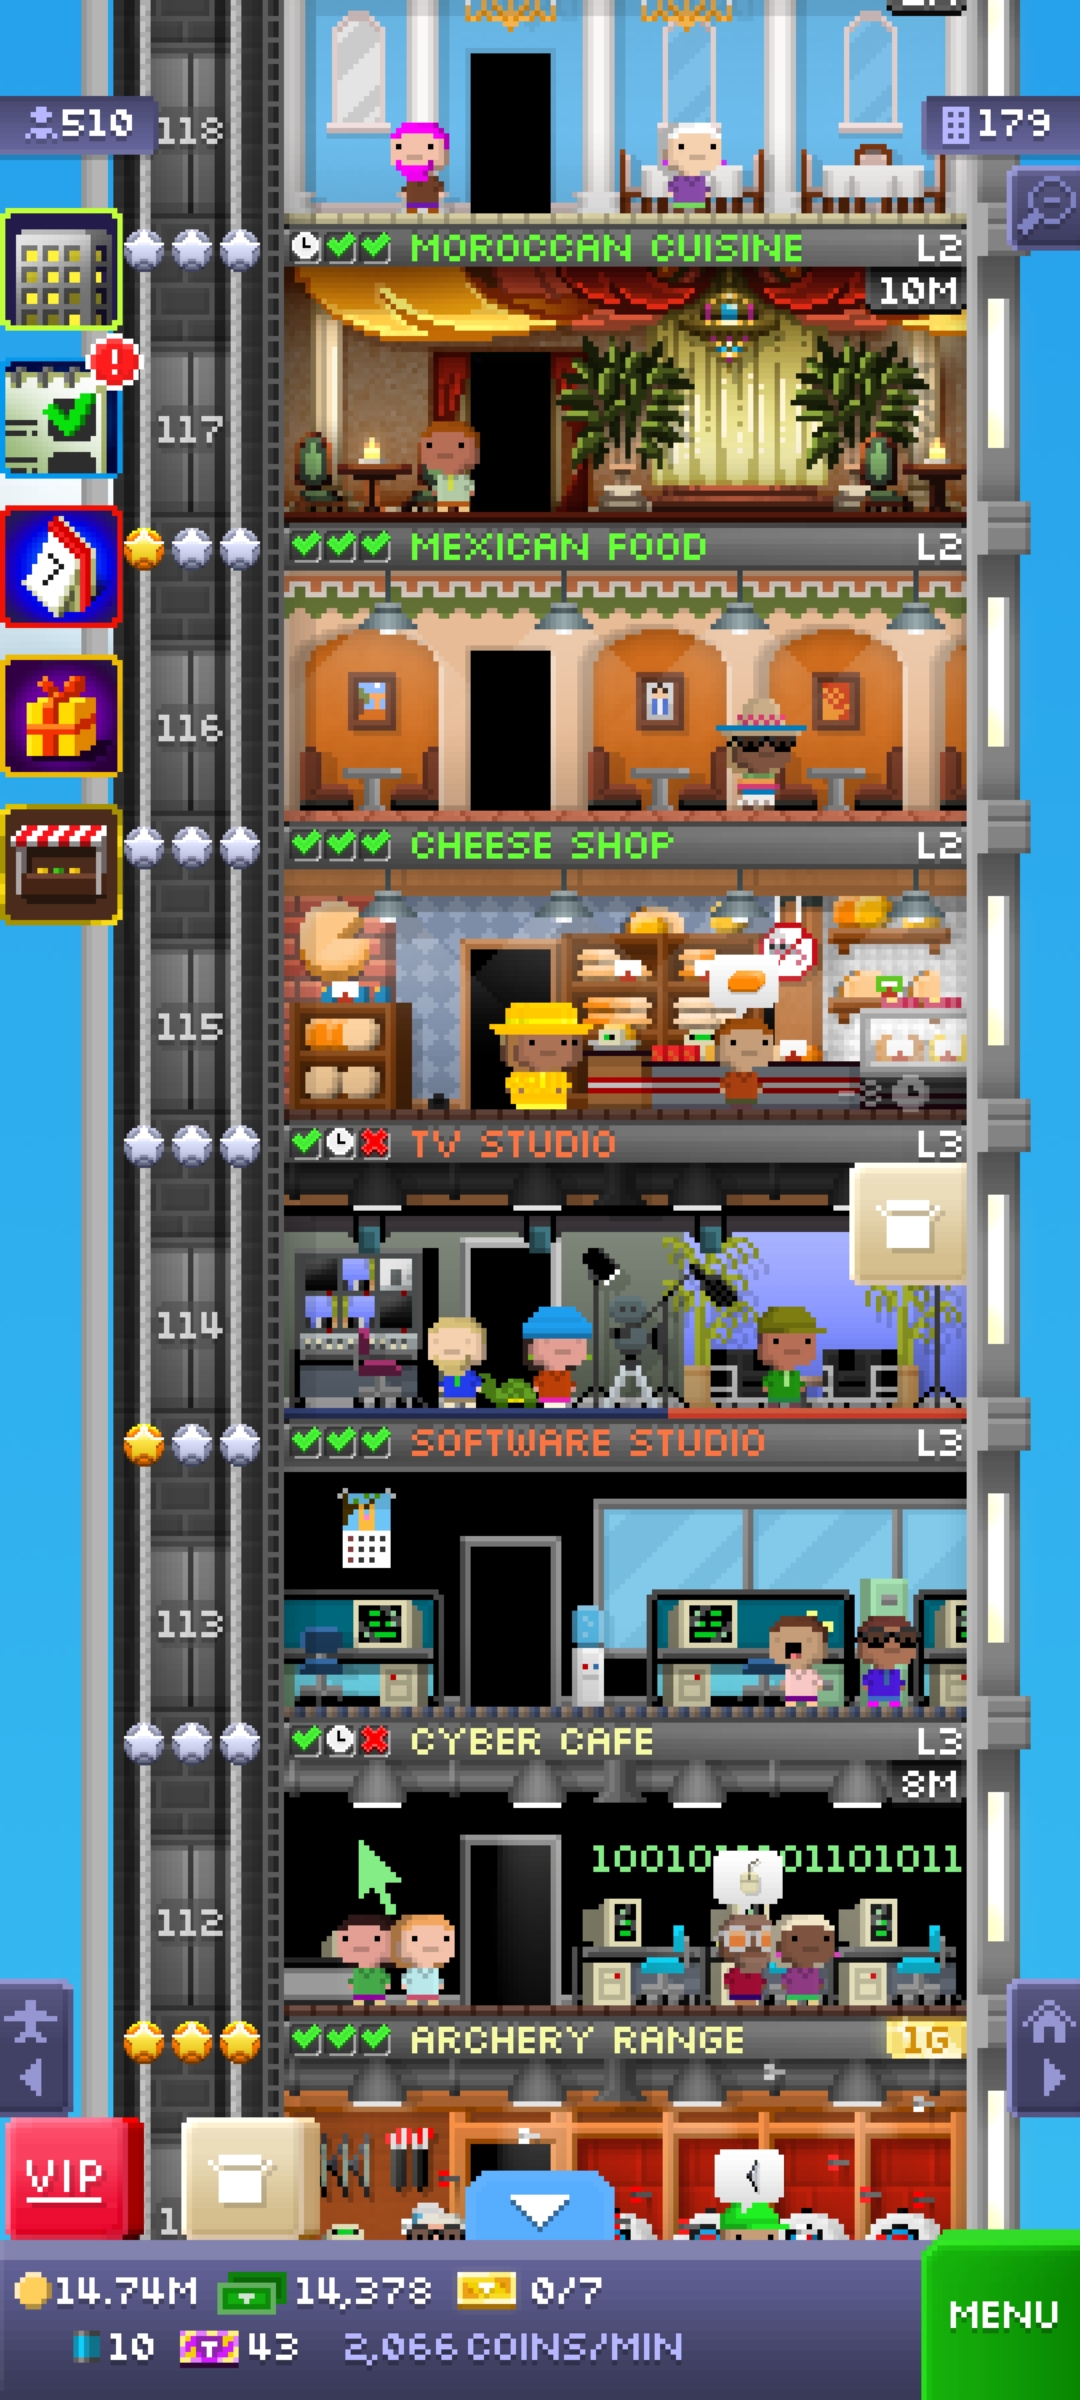 510
118
179
MOROCCAN CUISINE L2
10M
117
MEXICAN FOOD L2
116
CHEESE SHOP L2
115
TV STUDIO L3
114
SOFTWARE STUDIO L3
113
CYBER CAFE L3
8M
112
ARCHERY RANGE 1G
VIP
14.74M 14,378 0/7
10 T 43 2,066 COINS/MIN
MENU